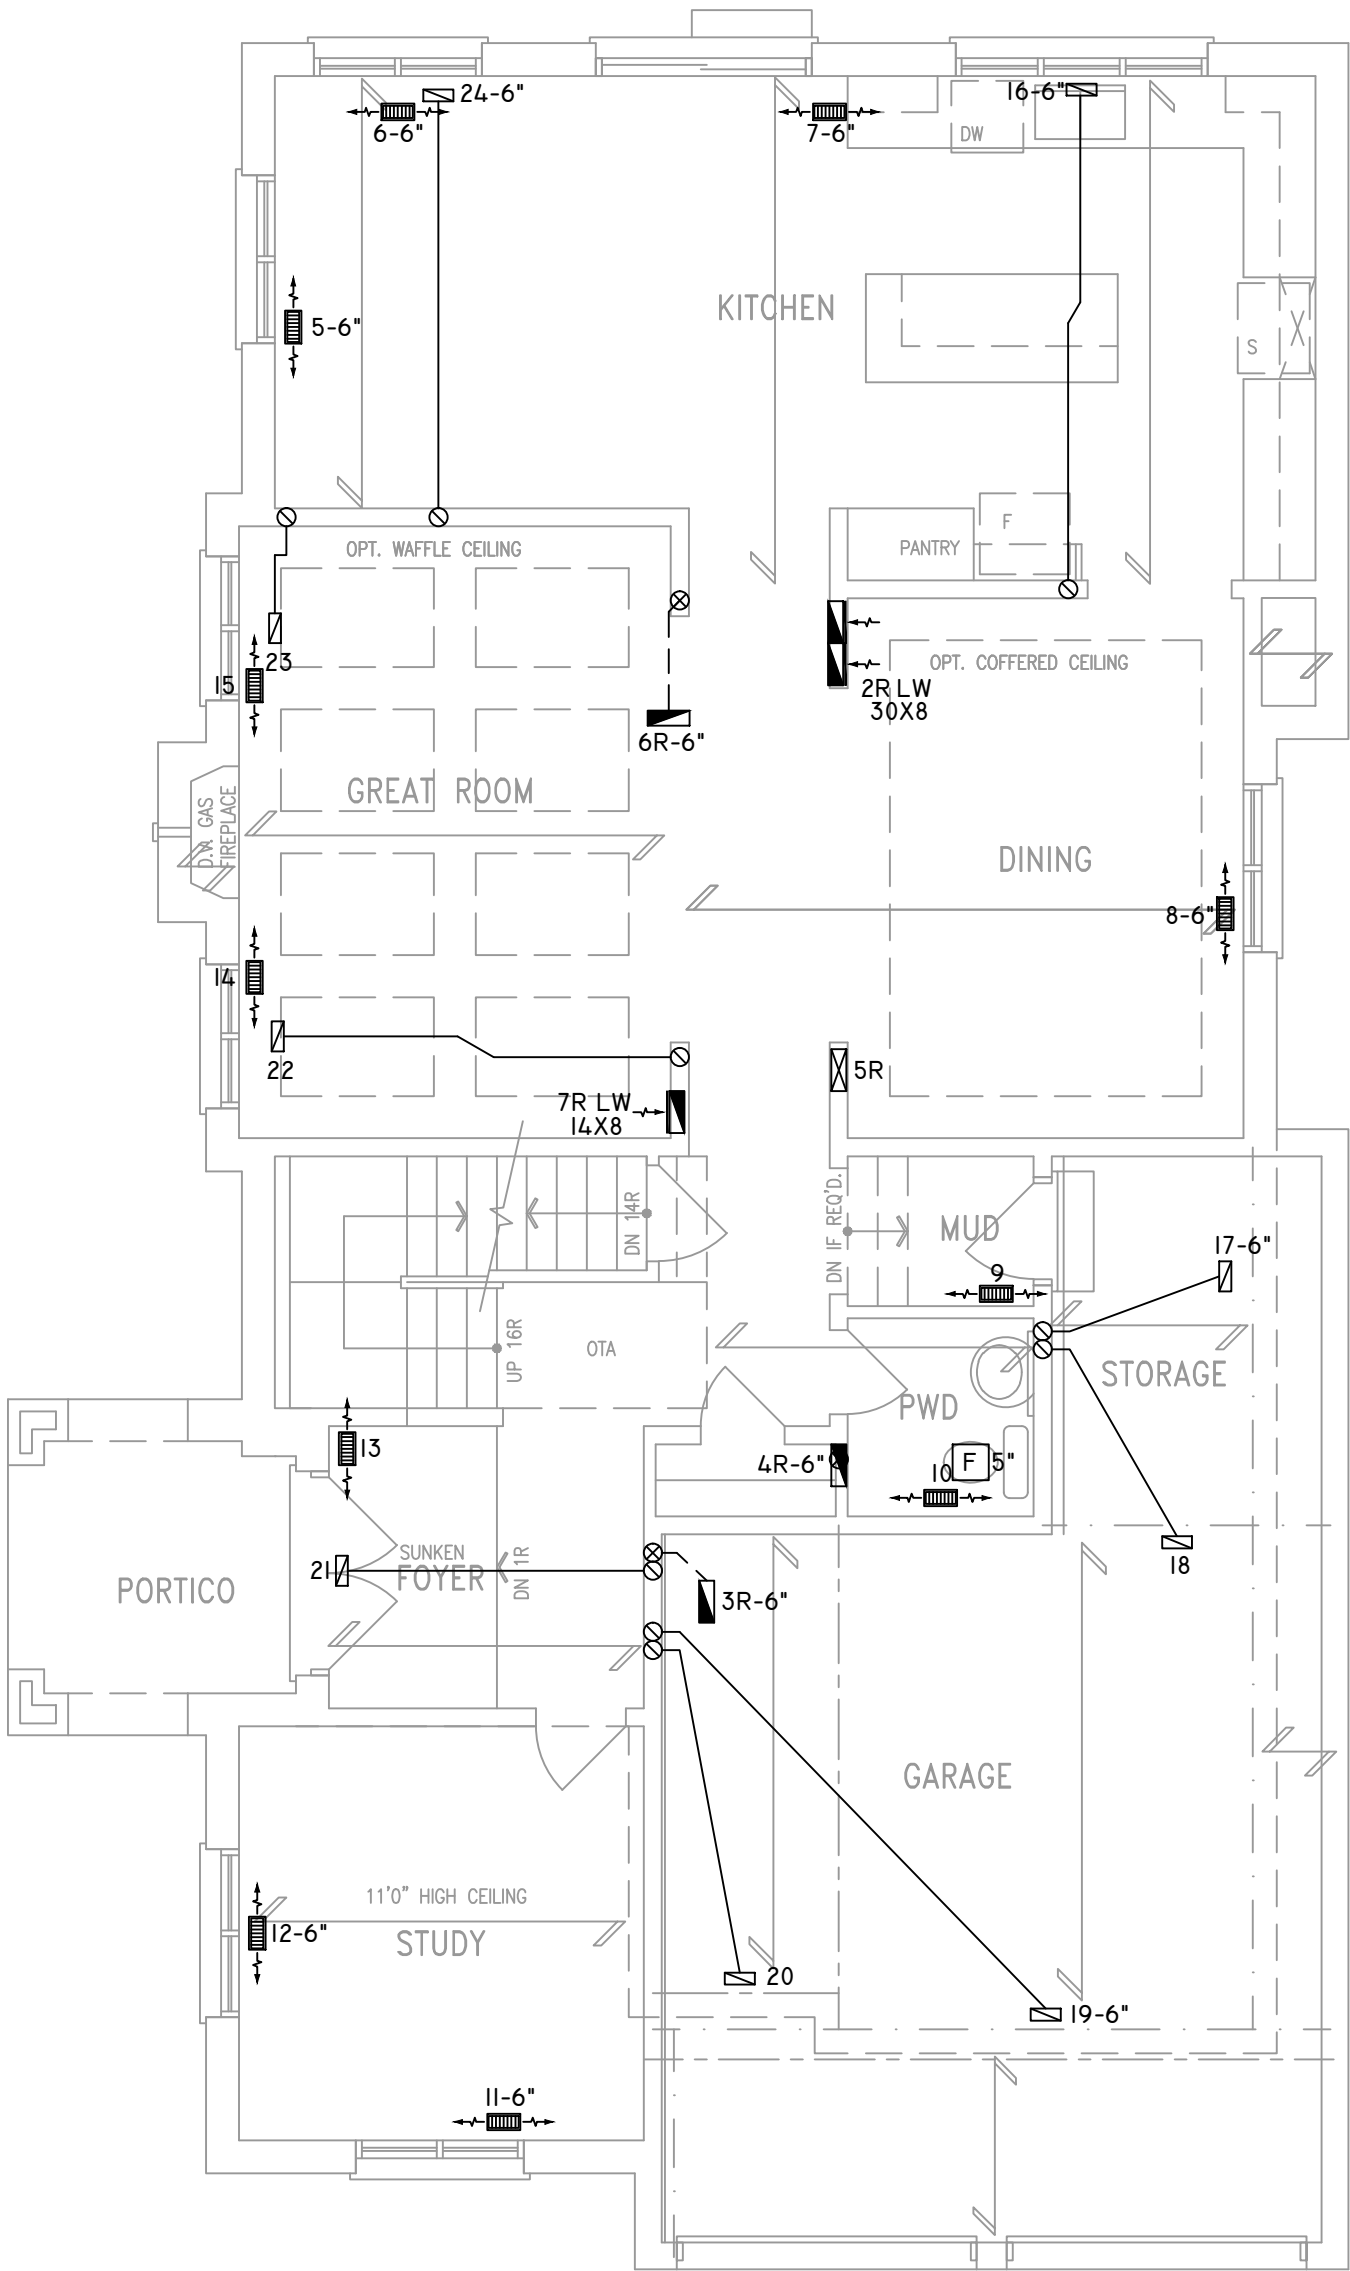 24-6"
16-6"
6-6"
7-6"
DW
KITCHEN
5-6"
S
F
OPT. WAFFLE CEILING
PANTRY
23
15
OPT. COFFERED CEILING
2R LW
30X8
6R-6"
GREAT ROOM
D.V. GAS
FIREPLACE
DINING
8-6"
14
22
5R
7R LW
14X8
DN 14R
DN IF REQ'D.
MUD
17-6"
9
UP 16R
OTA
STORAGE
PWD
13
4R-6"
10
F
5"
SUNKEN
FOYER
DN 1R
21
PORTICO
18
3R-6"
GARAGE
11'0" HIGH CEILING
12-6"
STUDY
20
19-6"
11-6"